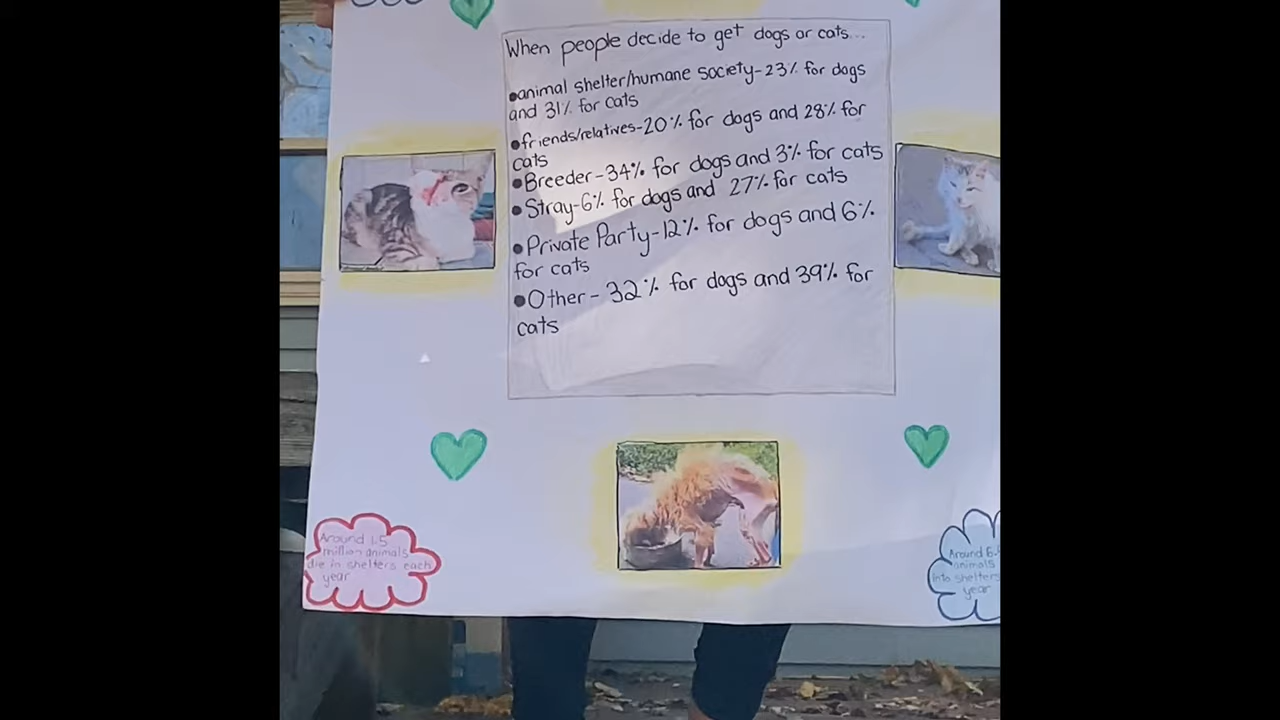 When people decide to get dogs or cats...
•animal shelter/humane society-23% for dogs
and 31% for cats
•friends/relatives-20% for dogs and 28% for
cats
•Breeder-34% for dogs and 3% for cats
•Stray-6% for dogs and 27% for cats
•Private Party-12% for dogs and 6%
for cats
•Other- 32% for dogs and 39% for
cats
Around 1.5
million animals
die in shelters each
year
Around 6.
animals
into shelters
year